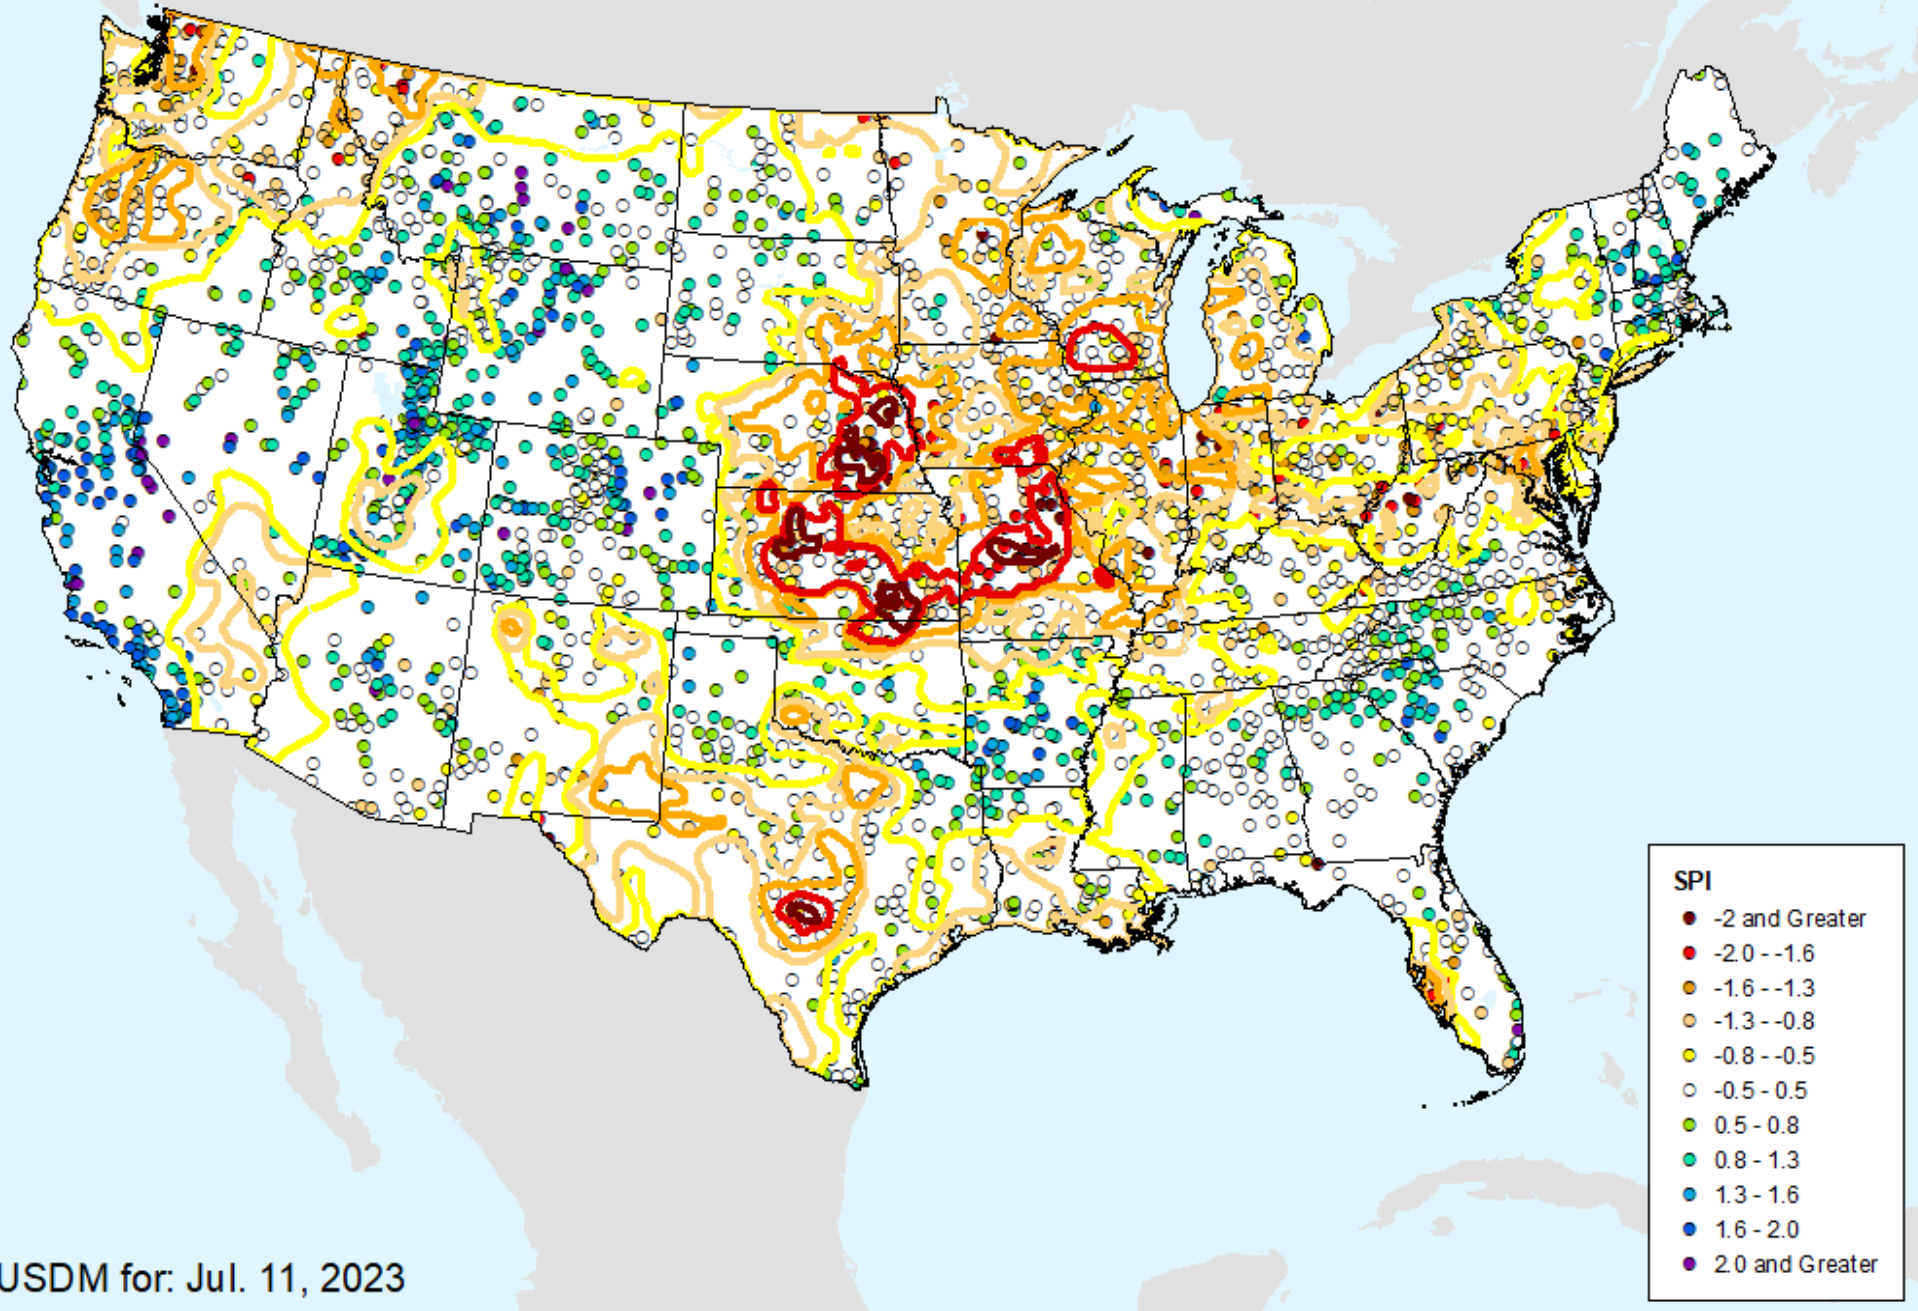 SPI
-2 and Greater
-2.0 - -1.6
-1.6 - -1.3
-1.3 - -0.8
-0.8 - -0.5
-0.5 - 0.5
0.5 - 0.8
0.8 - 1.3
1.3 - 1.6
1.6 - 2.0
2.0 and Greater
USDM for: Jul. 11, 2023